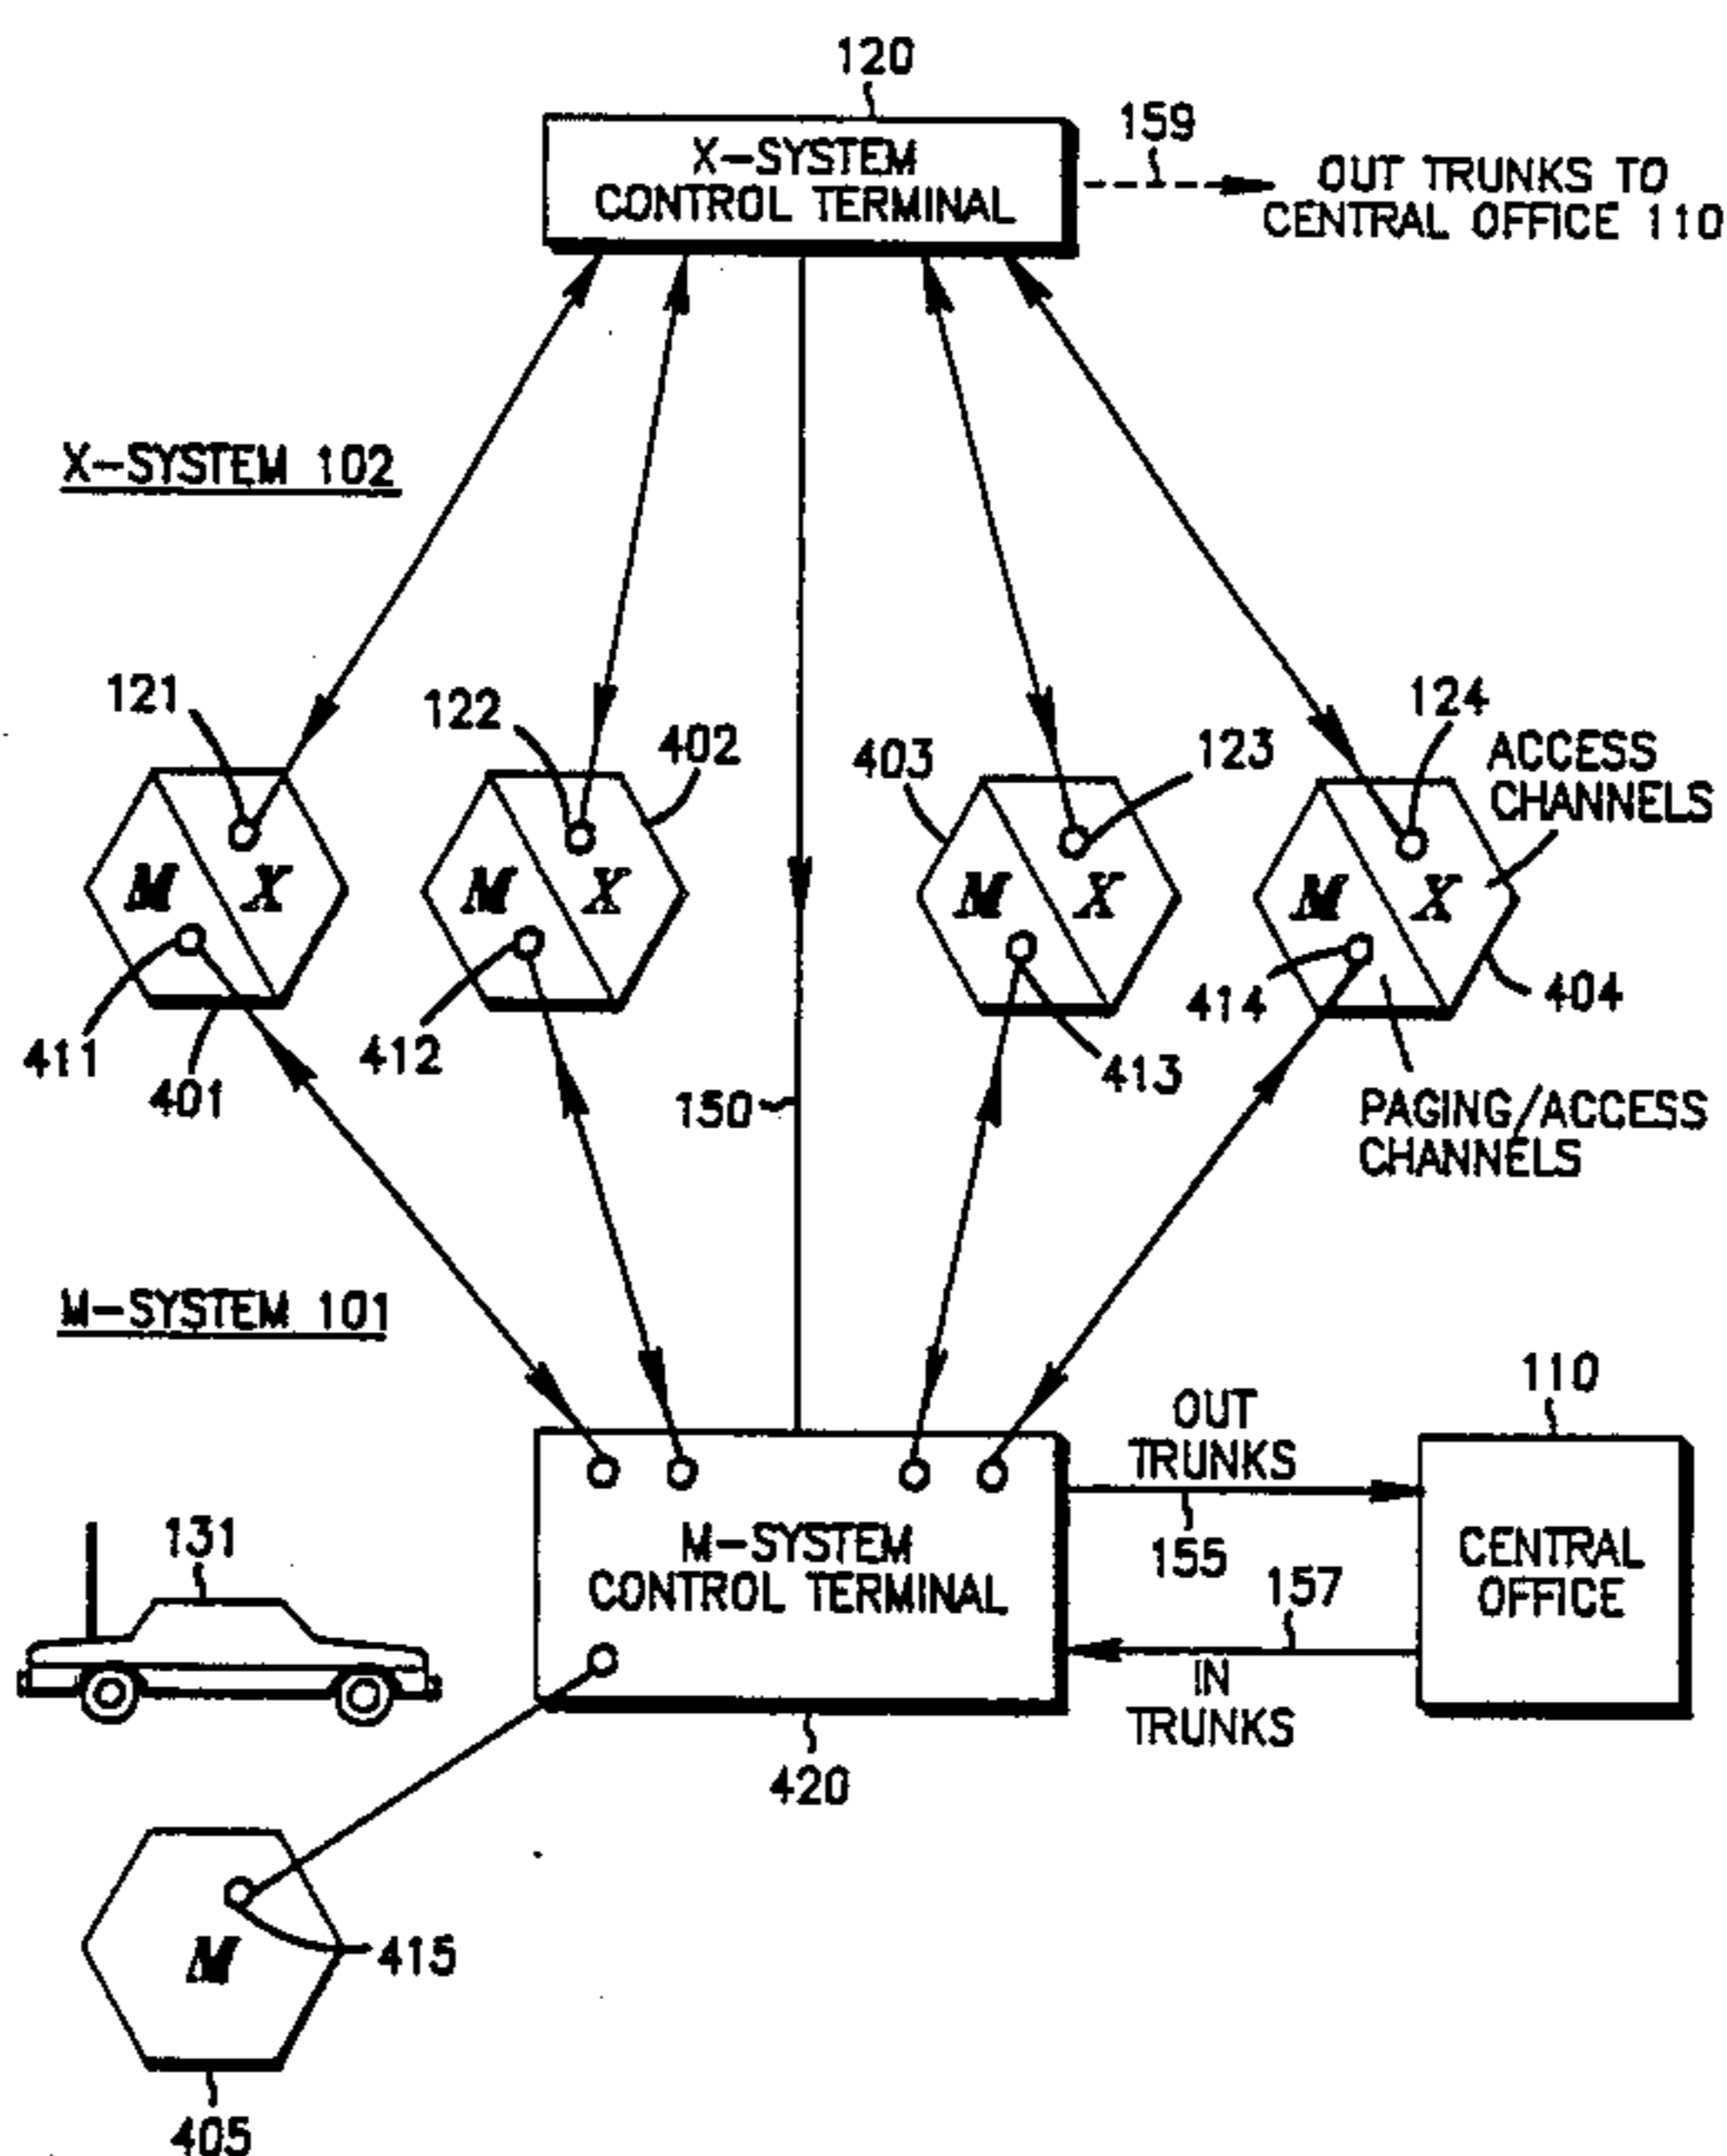 120
X-SYSTEM
CONTROL TERMINAL
159
OUT TRUNKS TO
CENTRAL OFFICE 110
X-SYSTEM 102
121
122
402
403
123
124
ACCESS
CHANNELS
M
X
M
X
M
X
M
X
411
401
412
150
413
414
404
PAGING/ACCESS
CHANNELS
M-SYSTEM 101
131
M-SYSTEM
CONTROL TERMINAL
420
OUT
TRUNKS
155
157
IN
TRUNKS
110
CENTRAL
OFFICE
M
415
405